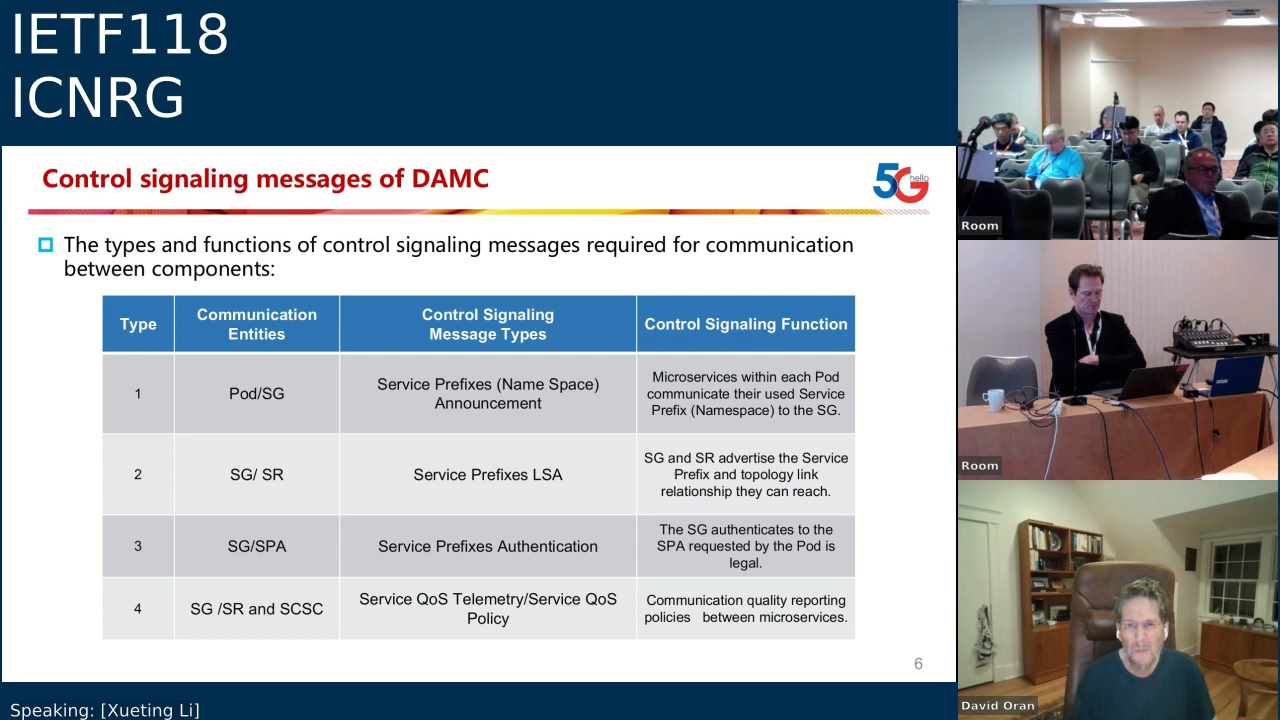 IETF118
ICNRG
Control signaling messages of DAMC
5G
hello
The types and functions of control signaling messages required for communication
between components:
Type
Communication
Entities
Control Signaling
Message Types
Control Signaling Function
1
Pod/SG
Service Prefixes (Name Space)
Announcement
Microservices within each Pod
communicate their used Service
Prefix (Namespace) to the SG.
2
SG/ SR
Service Prefixes LSA
SG and SR advertise the Service
Prefix and topology link
relationship they can reach.
3
SG/SPA
Service Prefixes Authentication
The SG authenticates to the
SPA requested by the Pod is
legal.
4
SG /SR and SCSC
Service QoS Telemetry/Service QoS
Policy
Communication quality reporting
policies between microservices.
6
Speaking: [Xueting Li]
Room
Room
David Oran